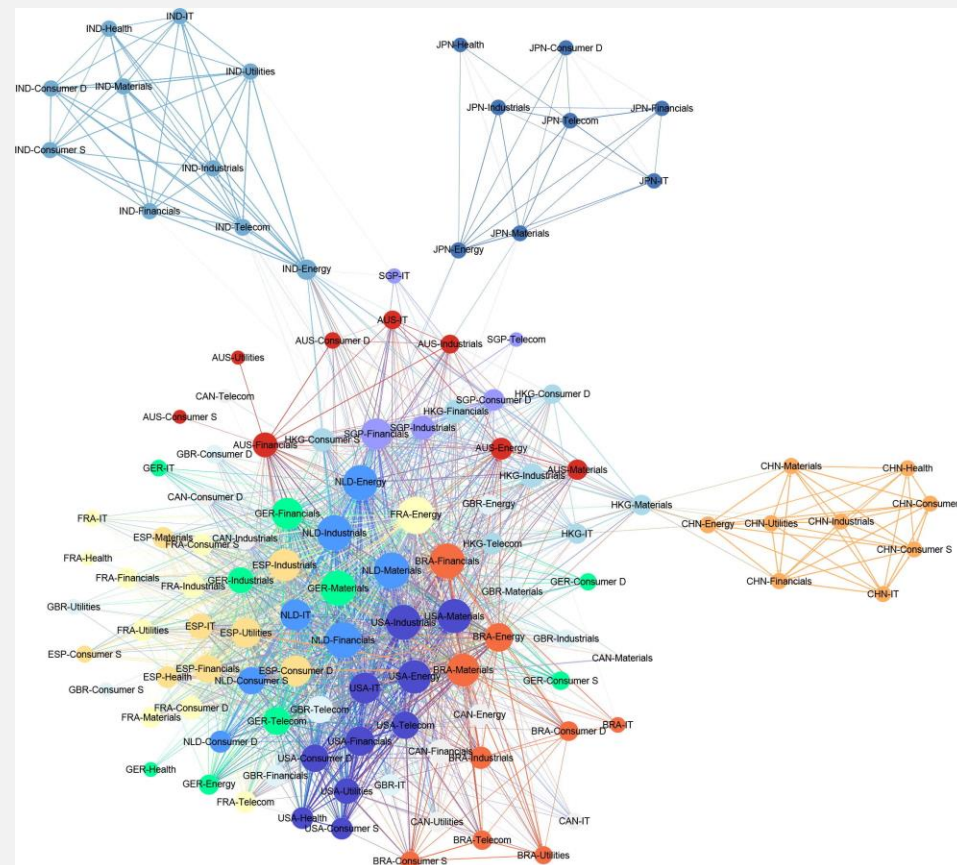 IND-IT
IND-Health
IND-Utilities
IND-Consumer D
IND-Materials
IND-Consumer S
IND-Industrials
IND-Financials
IND-Telecom
IND-Energy
JPN-Health
JPN-Consumer D
JPN-Industrials
JPN-Financials
JPN-Telecom
JPN-IT
JPN-Materials
JPN-Energy
SGP-IT
AUS-IT
AUS-Consumer D
AUS-Industrials
SGP-Telecom
AUS-Utilities
CAN-Telecom
SGP-Consumer D
HKG-Consumer D
HKG-Financials
AUS-Consumer S
SGP-Industrials
SGP-Financials
HKG-Consumer S
AUS-Financials
AUS-Energy
GBR-Consumer D
GER-IT
AUS-Materials
HKG-Industrials
NLD-Energy
CAN-Consumer D
GBR-Energy
HKG-Materials
CHN-Materials
CHN-Health
CHN-Consumer
CHN-Energy
CHN-Utilities
CHN-Industrials
CHN-Consumer S
CHN-Financials
CHN-IT
GER-Financials
FRA-Energy
FRA-IT
NLD-Industrials
ESP-Materials
CAN-Industrials
FRA-Consumer S
HKG-IT
HKG-Telecom
FRA-Health
ESP-Industrials
BRA-Financials
NLD-Materials
FRA-Financials
GER-Industrials
FRA-Industrials
GER-Materials
GER-Consumer D
GBR-Materials
GBR-Utilities
NLD-IT
USA-Materials
USA-Industrials
FRA-Utilities
ESP-IT
ESP-Utilities
NLD-Financials
BRA-Energy
GBR-Industrials
ESP-Consumer S
CAN-Materials
ESP-Financials
ESP-Consumer D
ESP-Health
USA-Energy
BRA-Materials
NLD-Consumer S
GER-Consumer S
GBR-Consumer S
USA-IT
FRA-Consumer D
GBR-Telecom
FRA-Materials
CAN-Energy
GER-Telecom
USA-Telecom
BRA-IT
BRA-Consumer D
NLD-Consumer D
USA-Financials
CAN-Financials
USA-Consumer D
BRA-Industrials
GER-Health
GBR-Financials
GER-Energy
GBR-IT
USA-Utilities
FRA-Telecom
USA-Health
CAN-Utilities
CAN-IT
USA-Consumer S
BRA-Telecom
BRA-Consumer S
BRA-Utilities